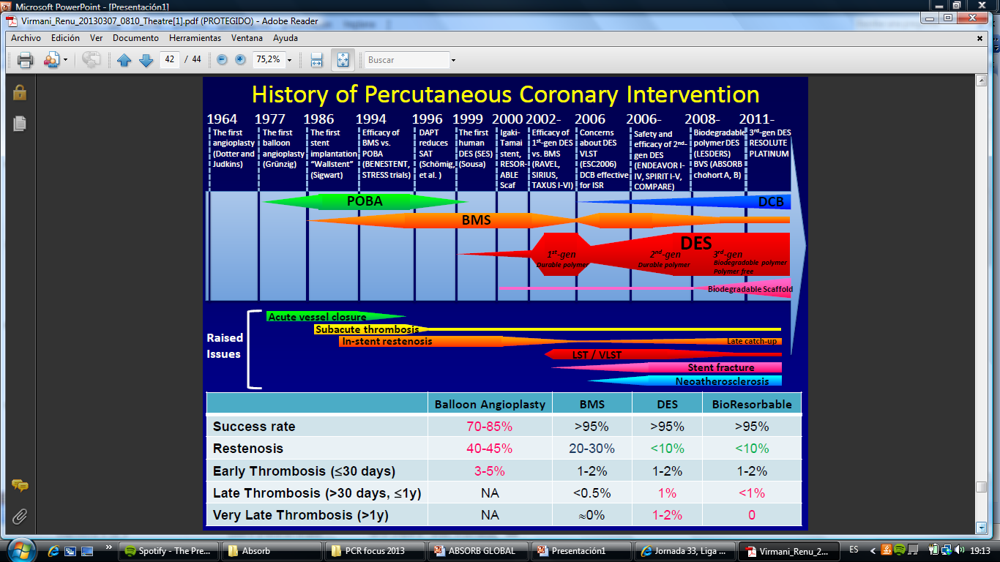 Microsoft PowerPoint - [Presentación1]
Virmani_Renu_20130307_0810_Theatre[1].pdf (PROTEGIDO) - Adobe Reader
Archivo Edición Ver Documento Herramientas Ventana Ayuda
42 / 44 75,2% Buscar
History of Percutaneous Coronary Intervention
1964
The first
angioplasty
(Dotter and
Judkins)
1977
The first
balloon
angioplasty
(Grünzig)
1986
The first
stent
implantation
“Wallstent”
(Sigwart)
1994
Efficacy of
BMS vs.
POBA
(BENESTENT,
STRESS trials)
1996
DAPT
reduces
SAT
(Schömig,
et al. )
1999
The first
human
DES (SES)
(Sousa)
2000
Igaki-
Tamai
stent,
RESOR-
ABLE
Scaf
2002-
Efficacy of
1st-gen DES
vs. BMS
(RAVEL,
SIRIUS,
TAXUS I-VI)
2006
Concerns
about DES
VLST
(ESC2006)
DCB effective
for ISR
2006-
Safety and
efficacy of 2nd-
gen DES
(ENDEAVOR I-
IV, SPIRIT I-V,
COMPARE)
2008-
Biodegradable
polymer DES
(LESDERS)
BVS (ABSORB
chohort A, B)
2011-
3rd-gen DES
RESOLUTE
PLATINUM
POBA DCB
BMS
DES
1st-gen 2nd-gen 3rd-gen
Durable polymer Durable polymer Biodegradable polymer
Polymer free
Biodegradable Scaffold
Raised
Issues
Acute vessel closure
Subacute thrombosis
In-stent restenosis Late catch-up
LST / VLST
Stent fracture
Neoatherosclerosis
Balloon Angioplasty BMS DES BioResorbable
Success rate 70-85% >95% >95% >95%
Restenosis 40-45% 20-30% <10% <10%
Early Thrombosis (≤30 days) 3-5% 1-2% 1-2% 1-2%
Late Thrombosis (>30 days, ≤1y) NA <0.5% 1% <1%
Very Late Thrombosis (>1y) NA ≈0% 1-2% 0
» Spotify - The Pre... Absorb PCR focus 2013 ABSORB GLOBAL Presentación1 Jornada 33, Liga ... Virmani_Renu_2... ES < 19:13